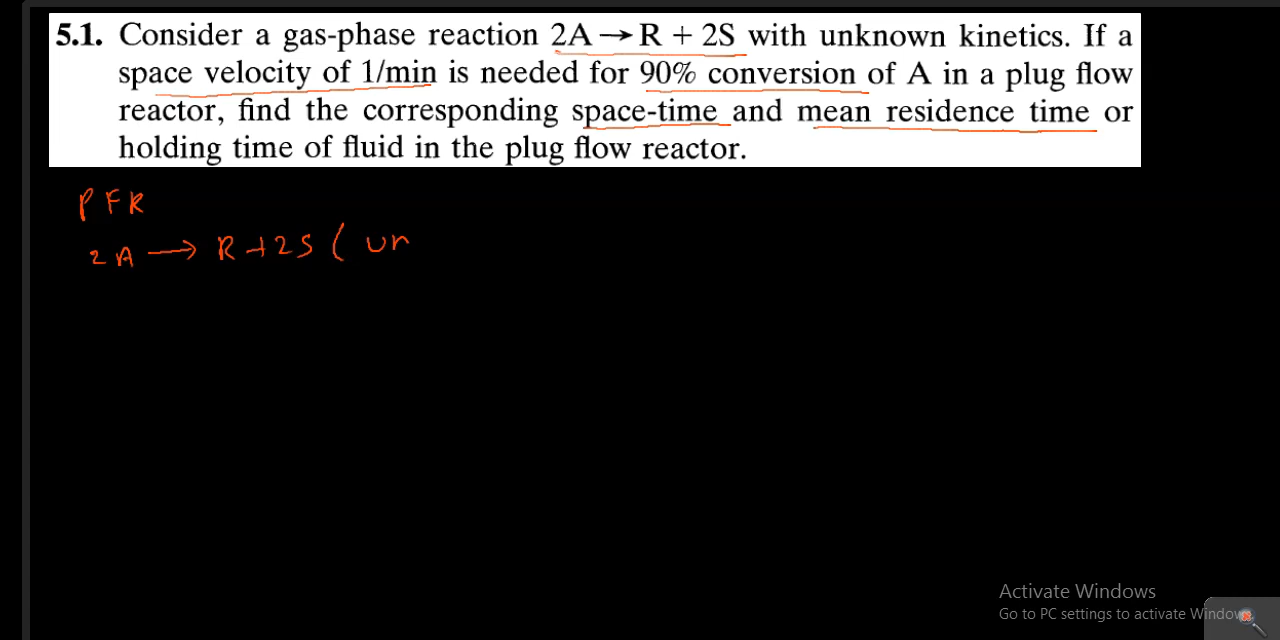 5.1. Consider a gas-phase reaction 2A → R + 2S with unknown kinetics. If a
space velocity of 1/min is needed for 90% conversion of A in a plug flow
reactor, find the corresponding space-time and mean residence time or
holding time of fluid in the plug flow reactor.
PFR
2A → R + 2S ( un
Activate Windows
Go to PC settings to activate Windows